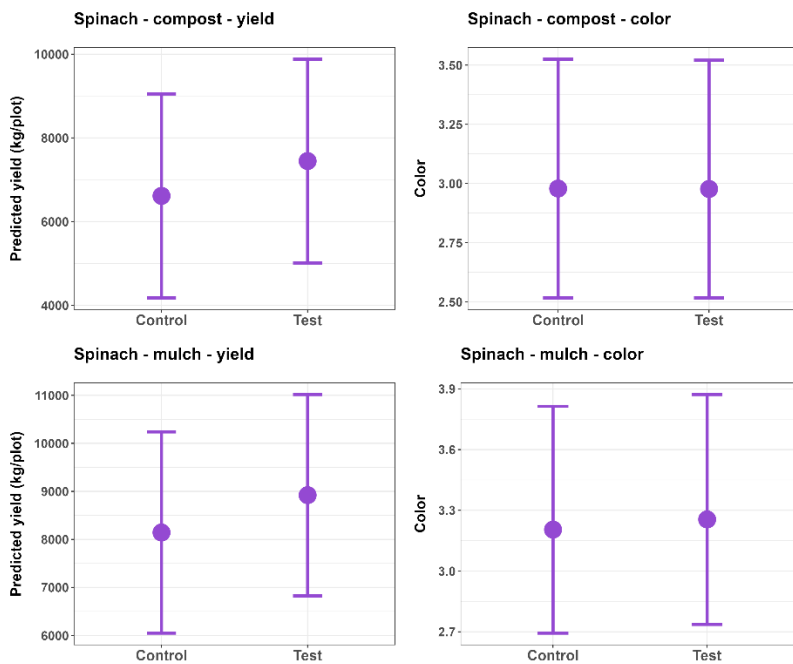 Spinach - compost - yield
Predicted yield (kg/plot)
10000
8000
6000
4000
Control Test
Spinach - compost - color
Color
3.50
3.25
3.00
2.75
2.50
Control Test
Spinach - mulch - yield
Predicted yield (kg/plot)
11000
10000
9000
8000
7000
6000
Control Test
Spinach - mulch - color
Color
3.9
3.6
3.3
3.0
2.7
Control Test